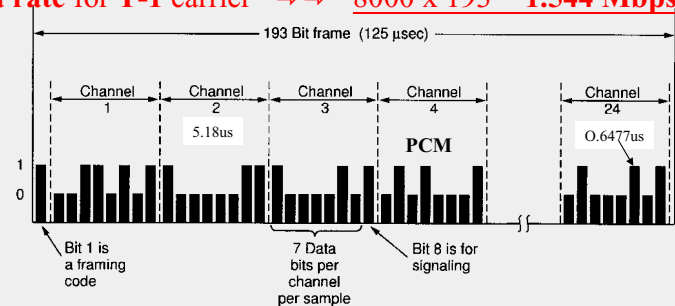 rate for T-1 carrier →→ 8000 x 193 1.544 Mbps
193 Bit frame (125 μsec)
Channel 1
Channel 2
Channel 3
Channel 4
Channel 24
5.18us
PCM
O.6477us
1
0
Bit 1 is
a framing
code
7 Data
bits per
channel
per sample
Bit 8 is for
signaling